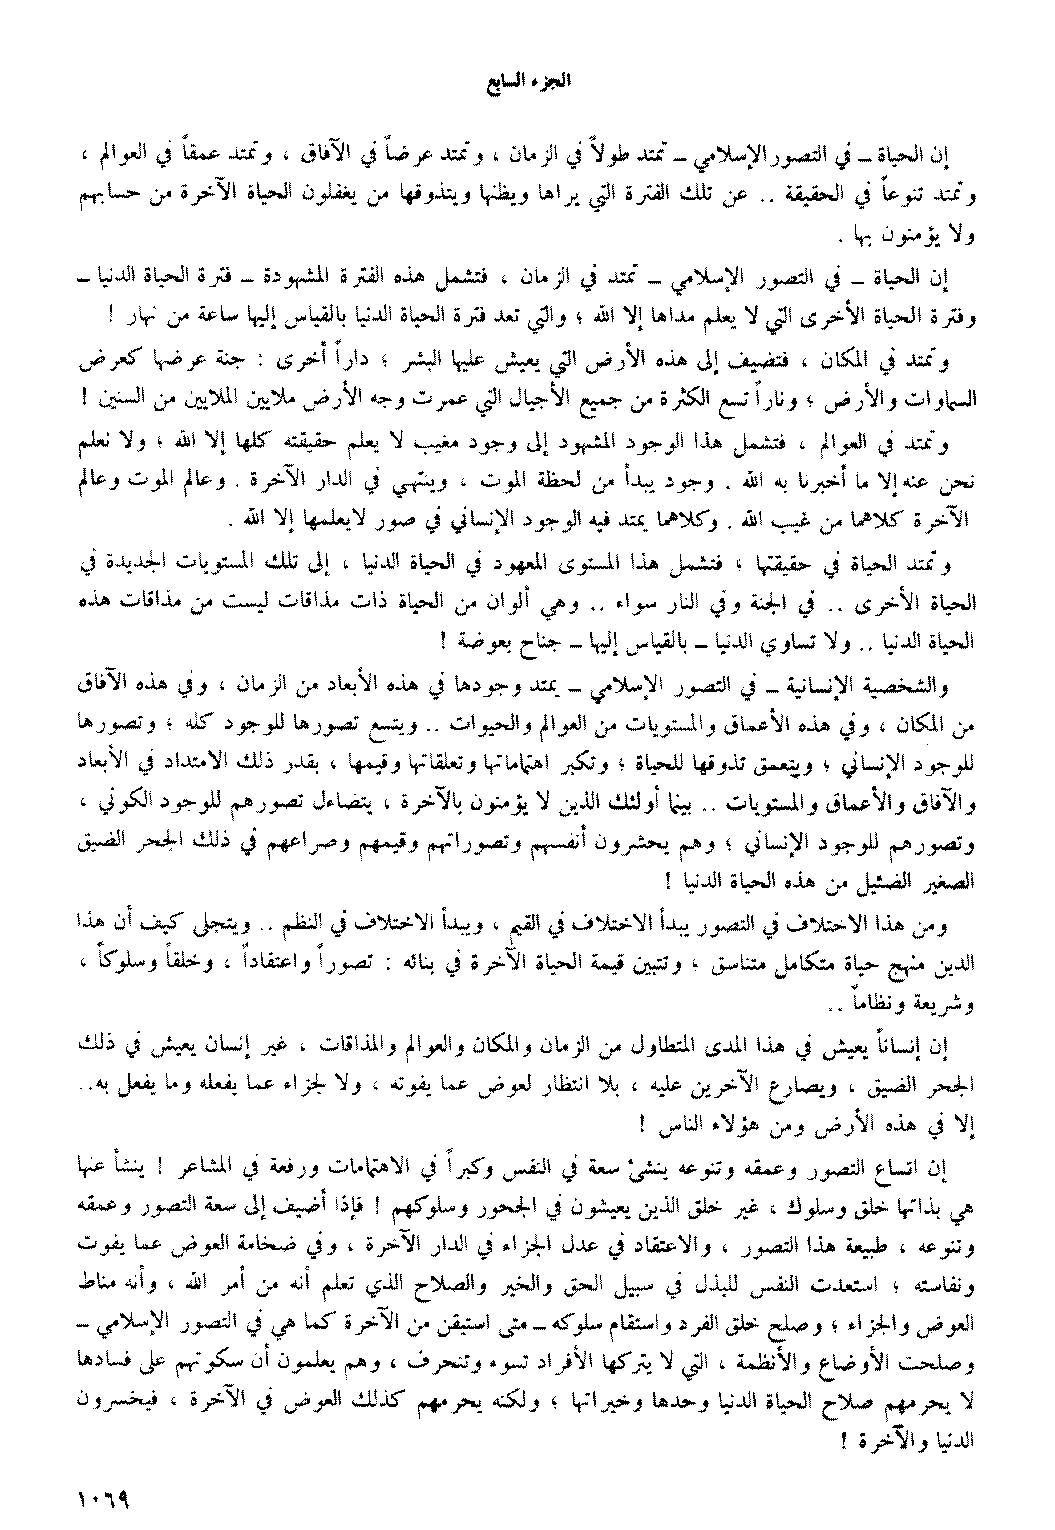 الجزء السابع
إن الحياة – في التصور الإسلامي – تمتد طولاً في الزمان ، وتمتد عرضاً في الآفاق ، وتمتد عمقاً في العوالم ،
وتمتد تنوعاً في الحقيقة .. عن تلك الفترة التي يراها ويظنها ويتذوقها من يغفلون الحياة الآخرة من حسابهم
ولا يؤمنون بها .
إن الحياة – في التصور الإسلامي – تمتد في الزمان ، فتشمل هذه الفترة المشهودة – فترة الحياة الدنيا –
وفترة الحياة الأخرى التي لا يعلم مداها إلا الله ؛ والتي تعد فترة الحياة الدنيا بالقياس إليها ساعة من نهار !
وتمتد في المكان ، فتضيف إلى هذه الأرض التي يعيش عليها البشر ؛ داراً أخرى : جنة عرضها كعرض
السماوات والأرض ؛ وناراً تسع الكثرة من جميع الأجيال التي عمرت وجه الأرض ملايين الملايين من السنين !
وتمتد في العوالم ، فتشمل هذا الوجود المشهود إلى وجود مغيب لا يعلم حقيقته كلها إلا الله ؛ ولا نعلم
نحن عنه إلا ما أخبرنا به الله . وجود يبدأ من لحظة الموت ، وينتهي في الدار الآخرة . وعالم الموت وعالم
الآخرة كلاهما من غيب الله . وكلاهما يمتد فيه الوجود الإنساني في صور لايعلمها إلا الله .
وتمتد الحياة في حقيقتها ؛ فتشمل هذا المستوى المعهود في الحياة الدنيا ، إلى تلك المستويات الجديدة في
الحياة الأخرى .. في الجنة وفي النار سواء .. وهي ألوان من الحياة ذات مذاقات ليست من مذاقات هذه
الحياة الدنيا .. ولا تساوي الدنيا – بالقياس إليها – جناح بعوضة !
والشخصية الإنسانية – في التصور الإسلامي – يمتد وجودها في هذه الأبعاد من الزمان ، وفي هذه الآفاق
من المكان ، وفي هذه الأعماق والمستويات من العوالم والحيوات .. ويتسع تصورها للوجود كله ؛ وتصورها
للوجود الإنساني ؛ ويتعمق تذوقها للحياة ؛ وتكبر اهتماماتها وتعلقاتها وقيمها ، بقدر ذلك الامتداد في الأبعاد
والآفاق والأعماق والمستويات .. بينما أولئك الذين لا يؤمنون بالآخرة ، يتضاءل تصورهم للوجود الكوني ،
وتصورهم للوجود الإنساني ؛ وهم يحشرون أنفسهم وتصوراتهم وقيمهم وصراعهم في ذلك الجحر الضيق
الصغير الضئيل من هذه الحياة الدنيا !
ومن هذا الاختلاف في التصور يبدأ الاختلاف في القيم ، ويبدأ الاختلاف في النظم .. ويتجلى كيف أن هذا
الدين منهج حياة متكامل متناسق ؛ وتتبين قيمة الحياة الآخرة في بنائه : تصوراً واعتقاداً ، وخلقاً وسلوكاً ،
وشريعة ونظاماً ..
إن إنساناً يعيش في هذا المدى المتطاول من الزمان والمكان والعوالم والمذاقات ، غير إنسان يعيش في ذلك
الجحر الضيق ، ويصارع الآخرين عليه ، بلا انتظار لعوض عما يفوته ، ولا لجزاء عما يفعله وما يفعل به..
إلا في هذه الأرض ومن هؤلاء الناس !
إن اتساع التصور وعمقه وتنوعه ينشئ سعة في النفس وكبراً في الاهتمامات ورفعة في المشاعر ! ينشأ عنها
هي بذاتها خلق وسلوك ، غير خلق الذين يعيشون في الجحور وسلوكهم ! فإذا أضيف إلى سعة التصور وعمقه
وتنوعه ، طبيعة هذا التصور ، والاعتقاد في عدل الجزاء في الدار الآخرة ، وفي ضخامة العوض عما يفوت
ونفاسته ؛ استعدت النفس للبذل في سبيل الحق والخير والصلاح الذي تعلم أنه من أمر الله ، وأنه مناط
العوض والجزاء ؛ وصلح خلق الفرد واستقام سلوكه – متى استيقن من الآخرة كما هي في التصور الإسلامي –
وصلحت الأوضاع والأنظمة ، التي لا يتركها الأفراد تسوء وتنحرف ، وهم يعلمون أن سكوتهم على فسادها
لا يحرمهم صلاح الحياة الدنيا وحدها وخيراتها ؛ ولكنه يحرمهم كذلك العوض في الآخرة ، فيخسرون
الدنيا والآخرة !
١٠٦٩